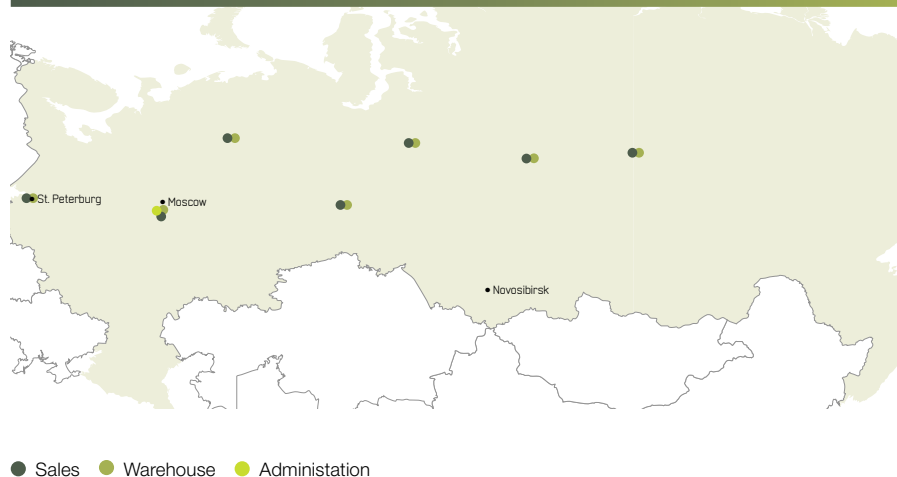 St. Peterburg
Moscow
Novosibirsk
Sales
Warehouse
Administation